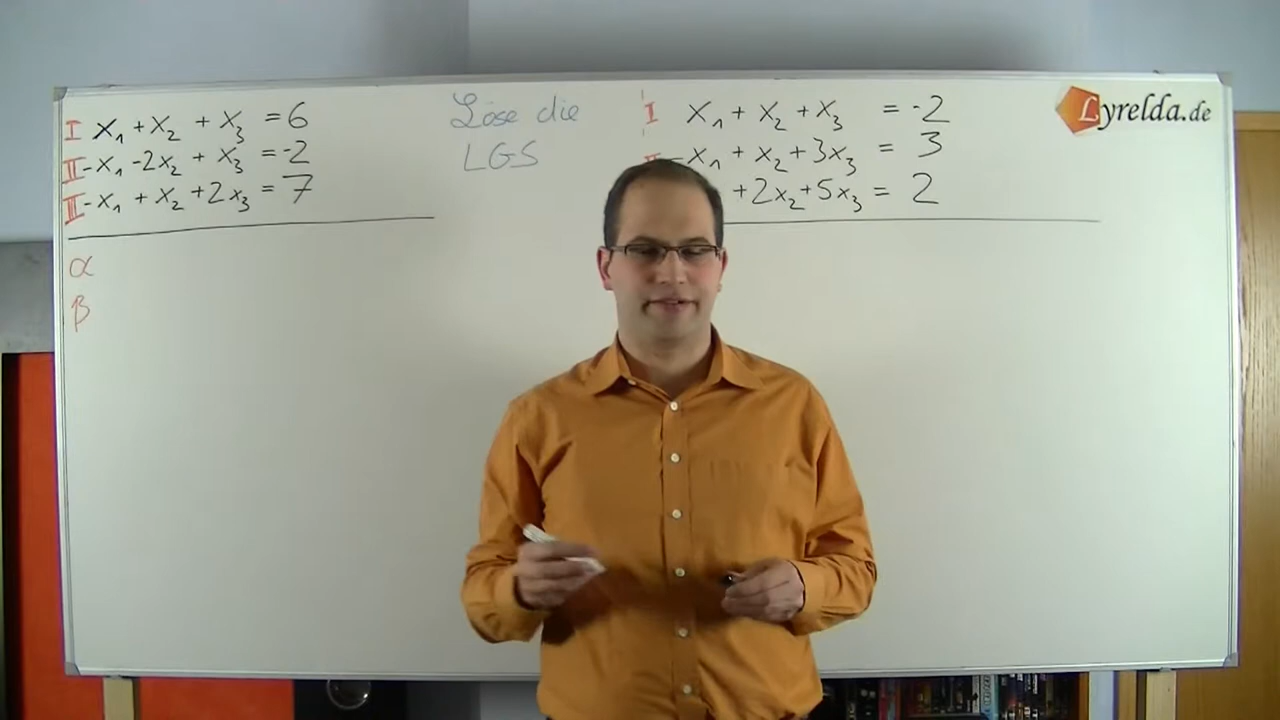 I x₁ + x₂ + x₃ = 6
II -x₁ - 2x₂ + x₃ = -2
III -x₁ + x₂ + 2x₃ = 7
α
β
Löse die
LGS
I x₁ + x₂ + x₃ = -2
-x₁ + x₂ + 3x₃ = 3
+ 2x₂ + 5x₃ = 2
Lyrelda.de